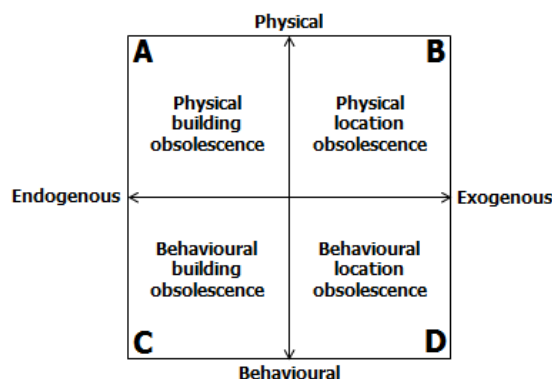 Physical
A
B
Physical
building
obsolescence
Physical
location
obsolescence
Endogenous
Exogenous
Behavioural
building
obsolescence
Behavioural
location
obsolescence
C
D
Behavioural